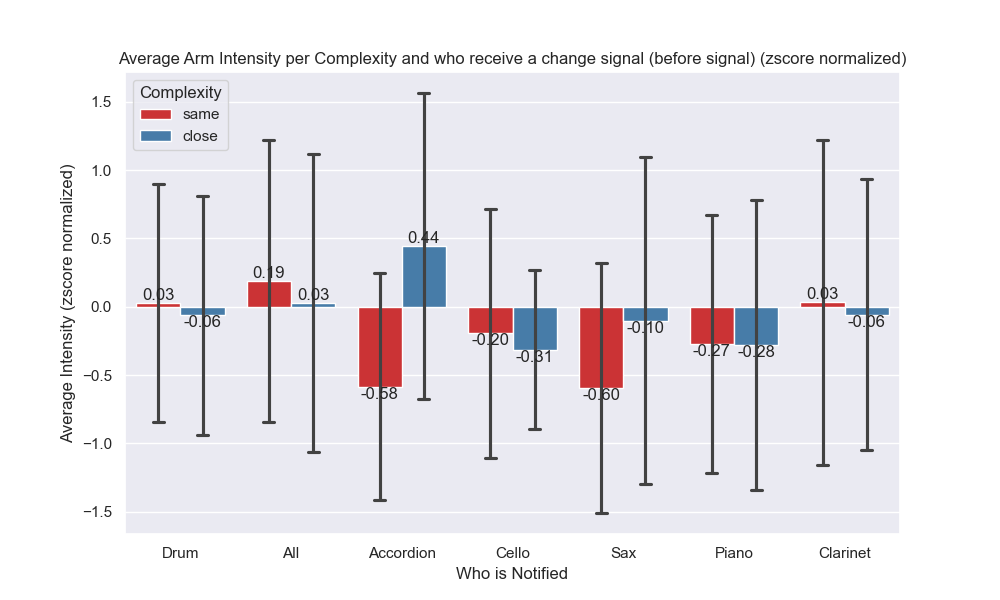 Average Arm Intensity per Complexity and who receive a change signal (before signal) (zscore normalized)
Complexity
same
close
Average Intensity (zscore normalized)
1.5
1.0
0.5
0.0
−0.5
−1.0
−1.5
0.03
-0.06
0.19
0.03
-0.58
0.44
-0.20
-0.31
-0.60
-0.10
-0.27
-0.28
0.03
-0.06
Drum
All
Accordion
Cello
Sax
Piano
Clarinet
Who is Notified